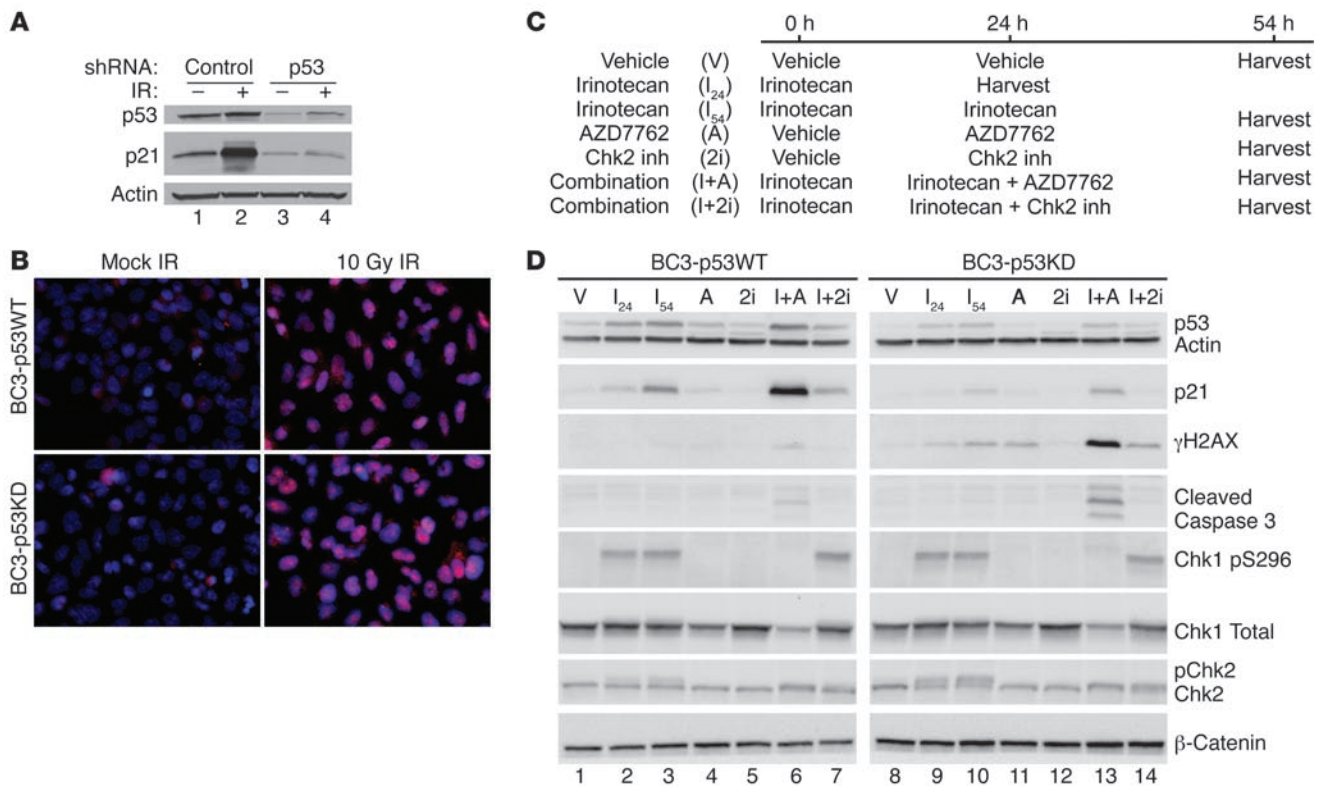 A
shRNA: Control p53
IR: – + – +
p53
p21
Actin
1 2 3 4
B
Mock IR 10 Gy IR
BC3-p53WT
BC3-p53KD
C
0 h 24 h 54 h
Vehicle (V) Vehicle Vehicle Harvest
Irinotecan (I24) Irinotecan Harvest
Irinotecan (I54) Irinotecan Irinotecan Harvest
AZD7762 (A) Vehicle AZD7762 Harvest
Chk2 inh (2i) Vehicle Chk2 inh Harvest
Combination (I+A) Irinotecan Irinotecan + AZD7762 Harvest
Combination (I+2i) Irinotecan Irinotecan + Chk2 inh Harvest
D
BC3-p53WT BC3-p53KD
V I24 I54 A 2i I+A I+2i V I24 I54 A 2i I+A I+2i
p53
Actin
p21
γH2AX
Cleaved
Caspase 3
Chk1 pS296
Chk1 Total
pChk2
Chk2
β-Catenin
1 2 3 4 5 6 7 8 9 10 11 12 13 14